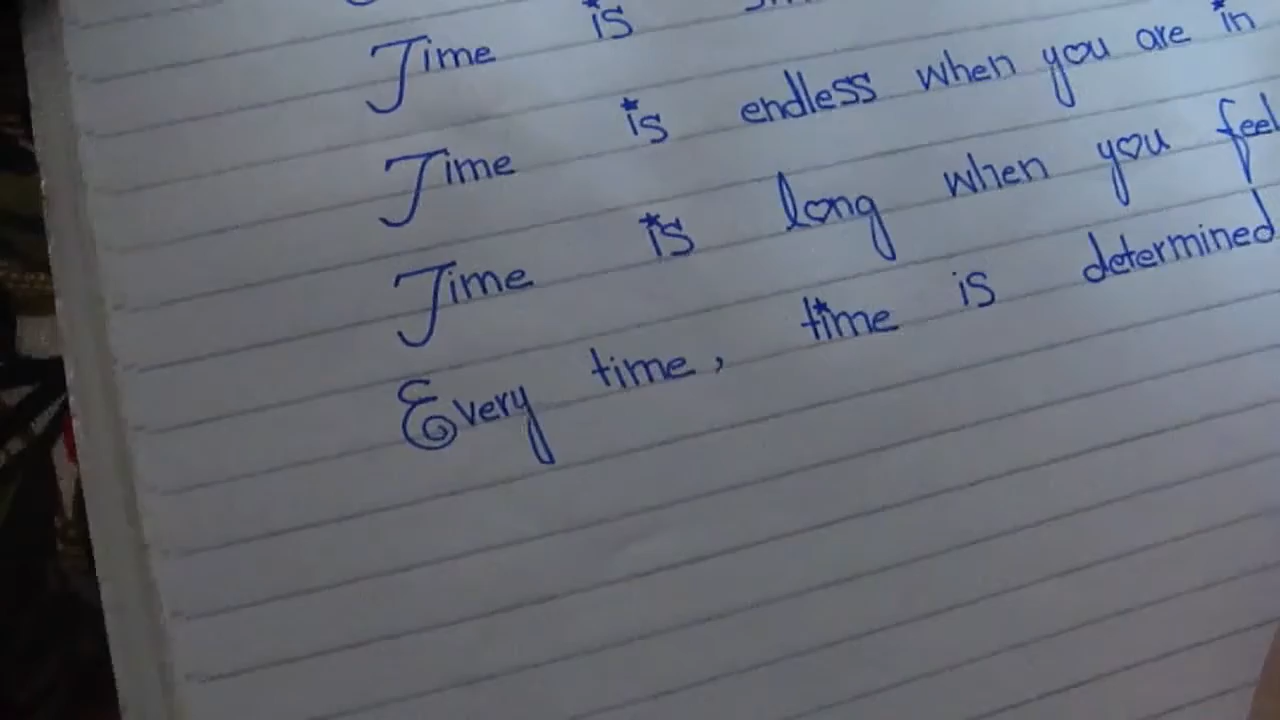 Time is
Time is endless when you are in
Time is long when you feel
Every time, time is determined